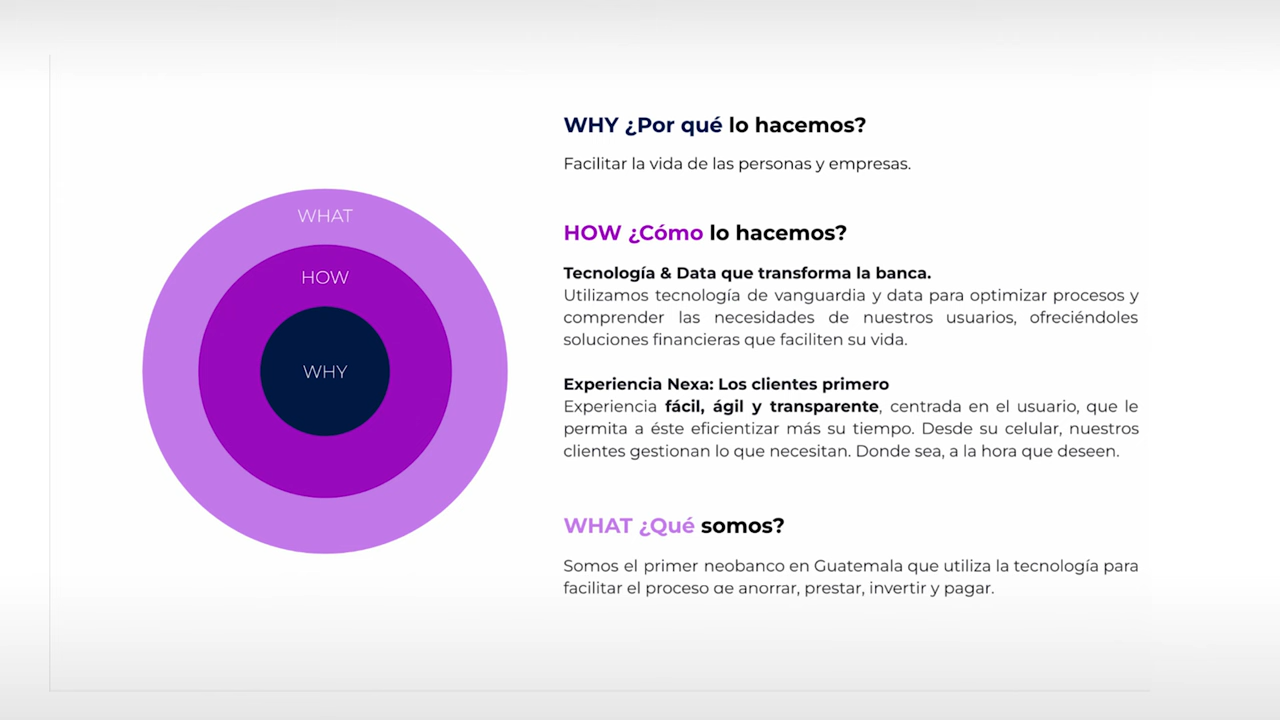 WHAT
HOW
WHY
WHY ¿Por qué lo hacemos?
Facilitar la vida de las personas y empresas.
HOW ¿Cómo lo hacemos?
Tecnología & Data que transforma la banca.
Utilizamos tecnología de vanguardia y data para optimizar procesos y
comprender las necesidades de nuestros usuarios, ofreciéndoles
soluciones financieras que faciliten su vida.
Experiencia Nexa: Los clientes primero
Experiencia fácil, ágil y transparente, centrada en el usuario, que le
permita a éste eficientizar más su tiempo. Desde su celular, nuestros
clientes gestionan lo que necesitan. Donde sea, a la hora que deseen.
WHAT ¿Qué somos?
Somos el primer neobanco en Guatemala que utiliza la tecnología para
facilitar el proceso de ahorrar, prestar, invertir y pagar.